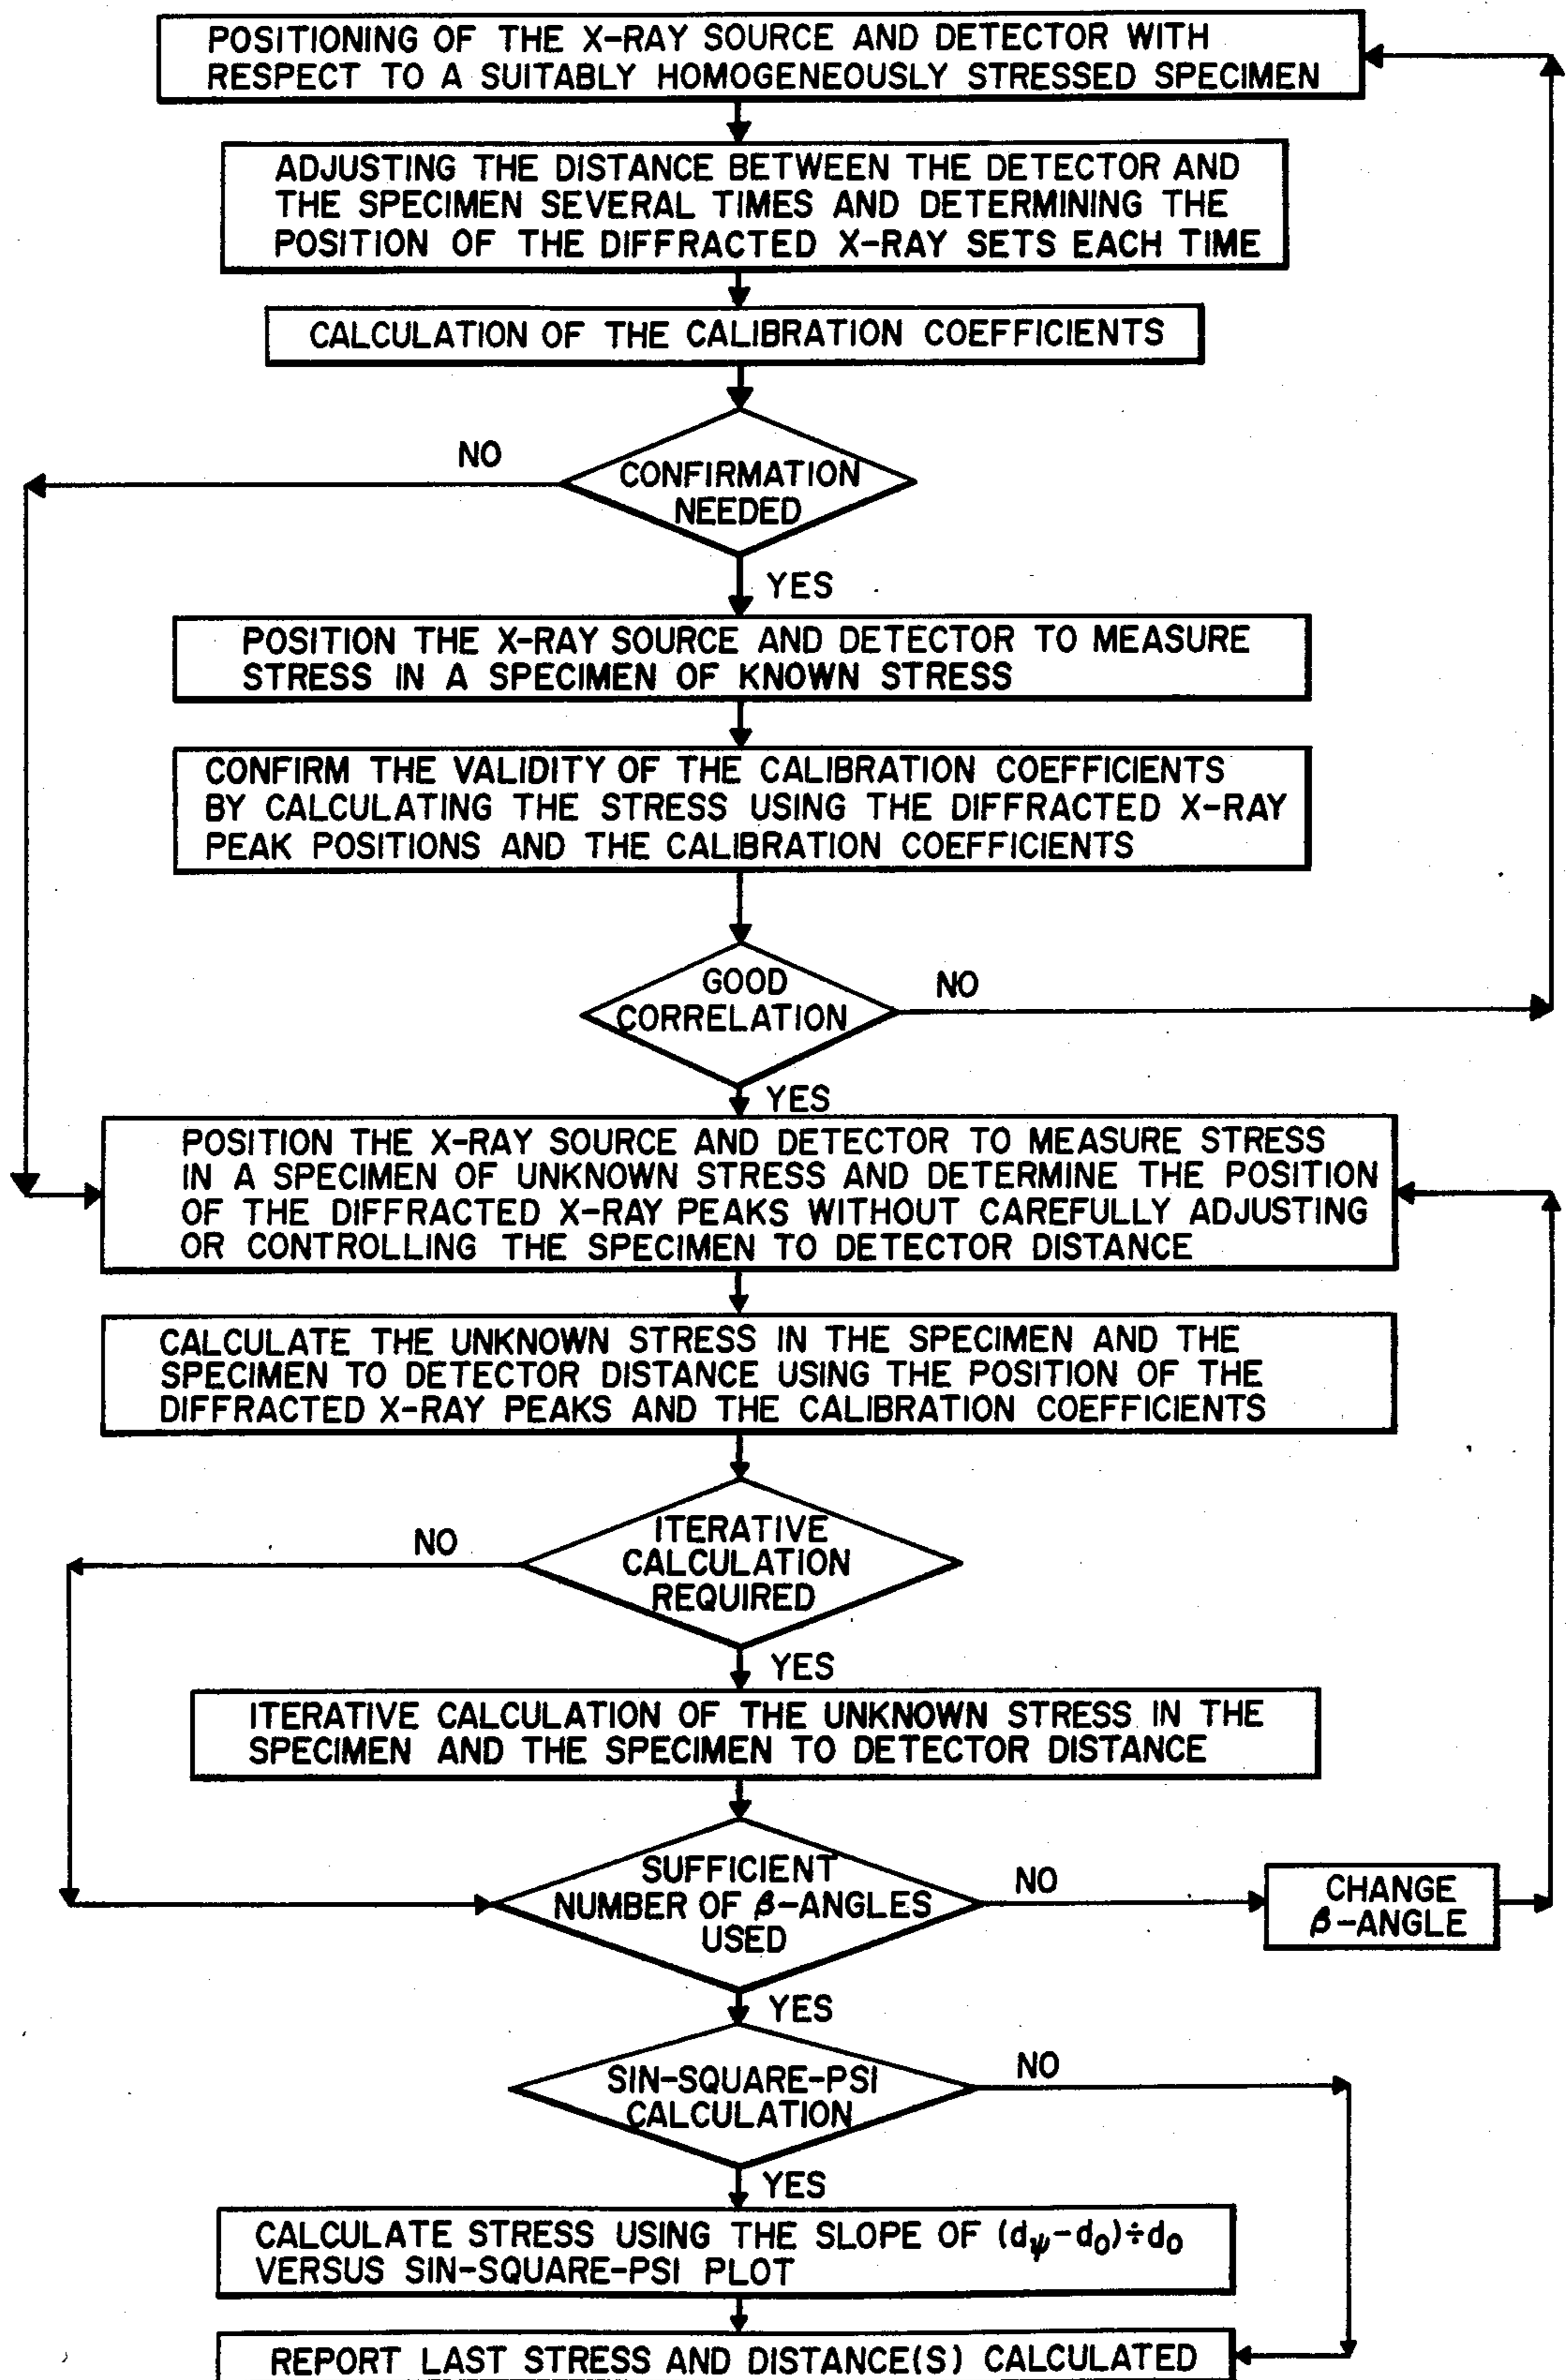 POSITIONING OF THE X-RAY SOURCE AND DETECTOR WITH
RESPECT TO A SUITABLY HOMOGENEOUSLY STRESSED SPECIMEN
ADJUSTING THE DISTANCE BETWEEN THE DETECTOR AND
THE SPECIMEN SEVERAL TIMES AND DETERMINING THE
POSITION OF THE DIFFRACTED X-RAY SETS EACH TIME
CALCULATION OF THE CALIBRATION COEFFICIENTS
NO
CONFIRMATION
NEEDED
YES
POSITION THE X-RAY SOURCE AND DETECTOR TO MEASURE
STRESS IN A SPECIMEN OF KNOWN STRESS
CONFIRM THE VALIDITY OF THE CALIBRATION COEFFICIENTS
BY CALCULATING THE STRESS USING THE DIFFRACTED X-RAY
PEAK POSITIONS AND THE CALIBRATION COEFFICIENTS
GOOD
CORRELATION
NO
YES
POSITION THE X-RAY SOURCE AND DETECTOR TO MEASURE STRESS
IN A SPECIMEN OF UNKNOWN STRESS AND DETERMINE THE POSITION
OF THE DIFFRACTED X-RAY PEAKS WITHOUT CAREFULLY ADJUSTING
OR CONTROLLING THE SPECIMEN TO DETECTOR DISTANCE
CALCULATE THE UNKNOWN STRESS IN THE SPECIMEN AND THE
SPECIMEN TO DETECTOR DISTANCE USING THE POSITION OF THE
DIFFRACTED X-RAY PEAKS AND THE CALIBRATION COEFFICIENTS
NO
ITERATIVE
CALCULATION
REQUIRED
YES
ITERATIVE CALCULATION OF THE UNKNOWN STRESS IN THE
SPECIMEN AND THE SPECIMEN TO DETECTOR DISTANCE
SUFFICIENT
NUMBER OF β-ANGLES
USED
NO
CHANGE
β-ANGLE
YES
SIN-SQUARE-PSI
CALCULATION
NO
YES
CALCULATE STRESS USING THE SLOPE OF (dψ-d0)÷d0
VERSUS SIN-SQUARE-PSI PLOT
REPORT LAST STRESS AND DISTANCE(S) CALCULATED